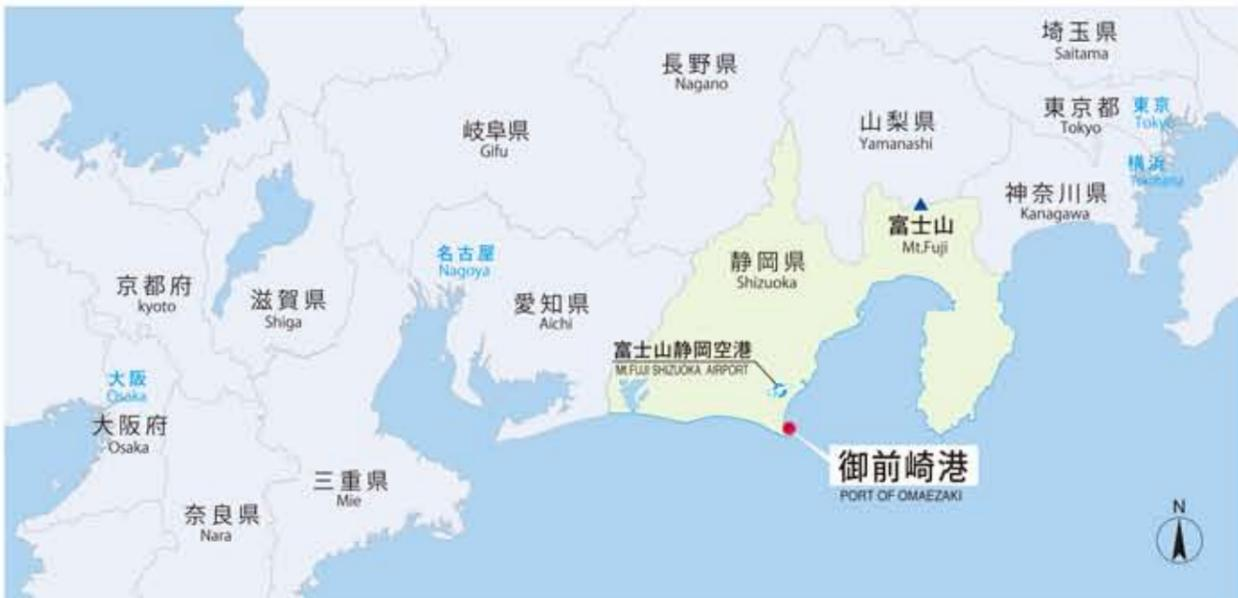 埼玉県
Saitama
長野県
Nagano
東京都
Tokyo
東京
Tokyo
山梨県
Yamanashi
岐阜県
Gifu
横浜
Yokohama
神奈川県
Kanagawa
富士山
Mt.Fuji
名古屋
Nagoya
静岡県
Shizuoka
京都府
kyoto
滋賀県
Shiga
愛知県
Aichi
富士山静岡空港
Mt.FUJI SHIZUOKA AIRPORT
大阪
Osaka
大阪府
Osaka
御前崎港
PORT OF OMAEZAKI
三重県
Mie
奈良県
Nara
N